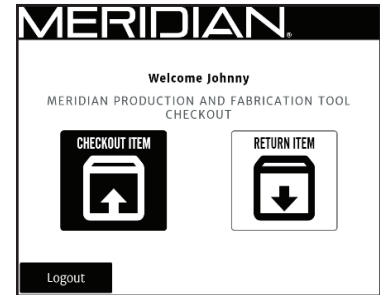 MERIDIAN®
Welcome Johnny
MERIDIAN PRODUCTION AND FABRICATION TOOL
CHECKOUT
CHECKOUT ITEM
RETURN ITEM
Logout